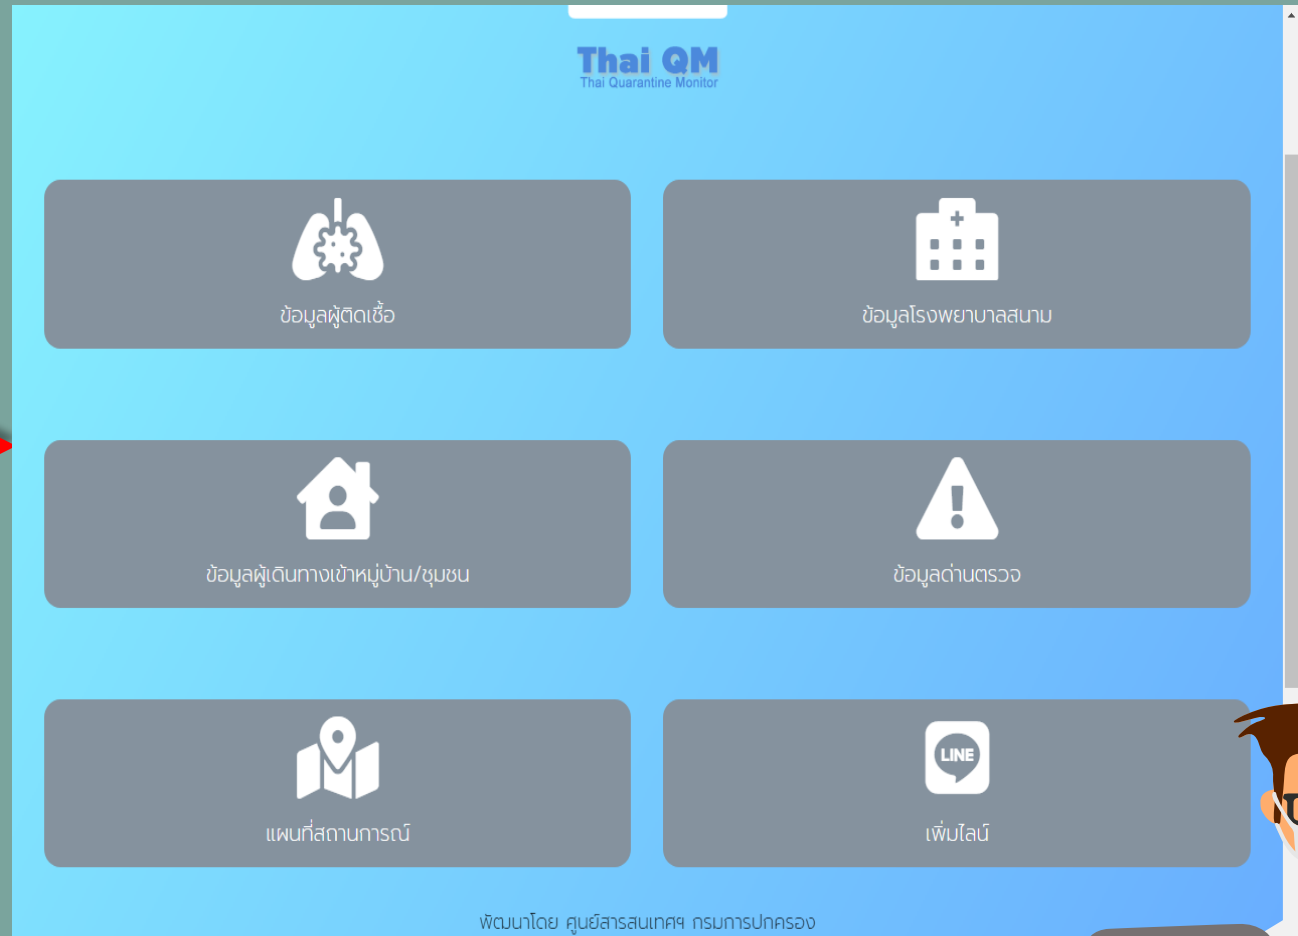 Thai QM
Thai Quarantine Monitor
ข้อมูลผู้ติดเชื้อ
ข้อมูลโรงพยาบาลสนาม
ข้อมูลผู้เดินทางเข้าหมู่บ้าน/ชุมชน
ข้อมูลด่านตรวจ
แผนที่สถานการณ์
LINE
เพิ่มไลน์
พัฒนาโดย ศูนย์สารสนเทศฯ กรมการปกครอง